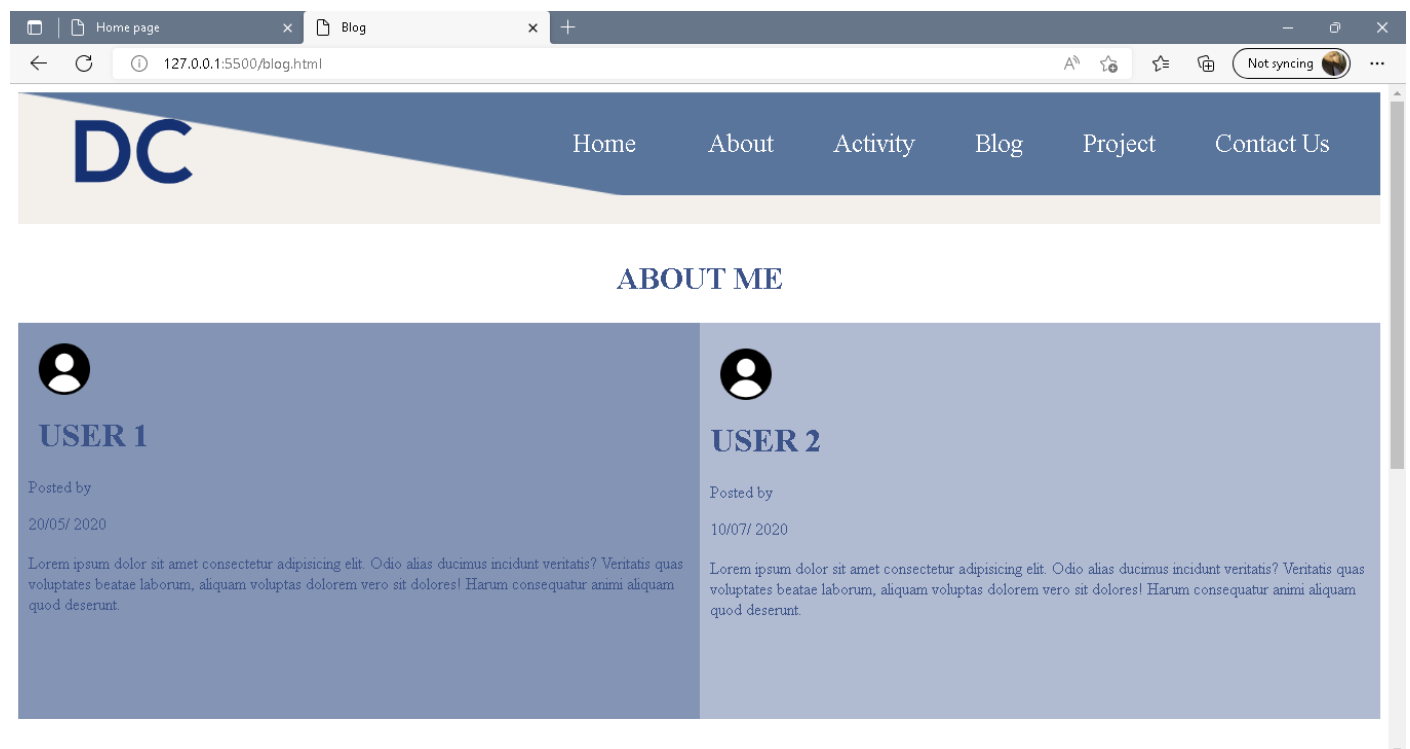 Home page
Blog
127.0.0.1:5500/blog.html
Not syncing
DC
Home About Activity Blog Project Contact Us
ABOUT ME
USER 1
Posted by
20/05/ 2020
Lorem ipsum dolor sit amet consectetur adipisicing elit. Odio alias ducimus incidunt veritatis? Veritatis quas
voluptates beatae laborum, aliquam voluptas dolorem vero sit dolores! Harum consequatur animi aliquam
quod deserunt.
USER 2
Posted by
10/07/ 2020
Lorem ipsum dolor sit amet consectetur adipisicing elit. Odio alias ducimus incidunt veritatis? Veritatis quas
voluptates beatae laborum, aliquam voluptas dolorem vero sit dolores! Harum consequatur animi aliquam
quod deserunt.